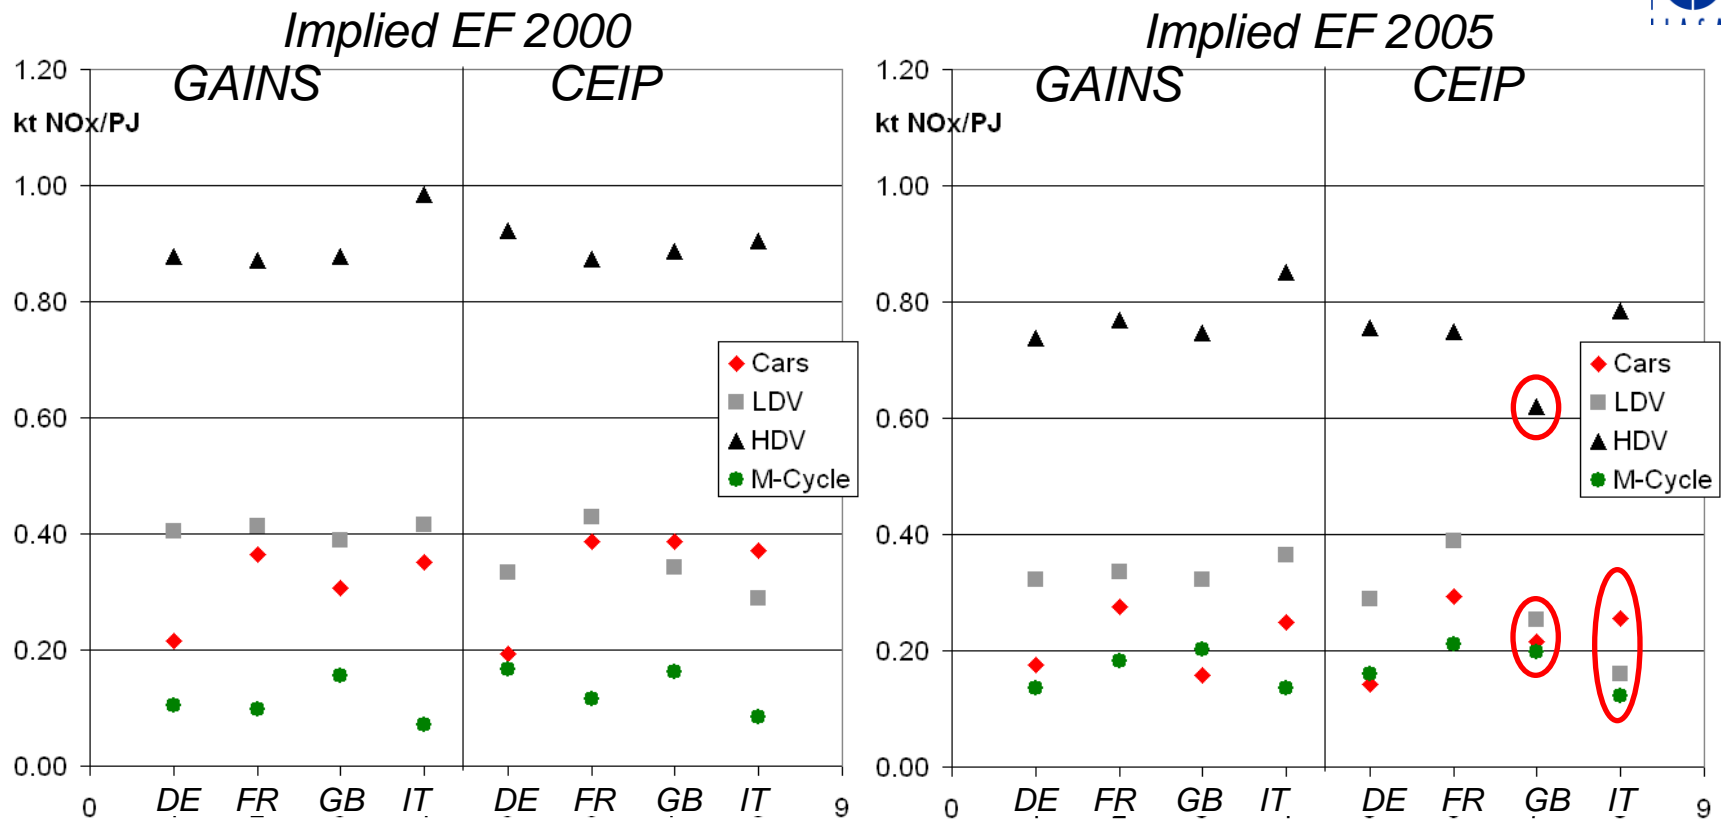 Implied EF 2000
GAINS
CEIP
1.20
kt NOx/PJ
1.00
0.80
0.60
0.40
0.20
0.00
Cars
LDV
HDV
M-Cycle
0
DE
FR
GB
IT
DE
FR
GB
IT
9
Implied EF 2005
GAINS
CEIP
1.20
kt NOx/PJ
1.00
0.80
0.60
0.40
0.20
0.00
Cars
LDV
HDV
M-Cycle
0
DE
FR
GB
IT
DE
FR
GB
IT
9